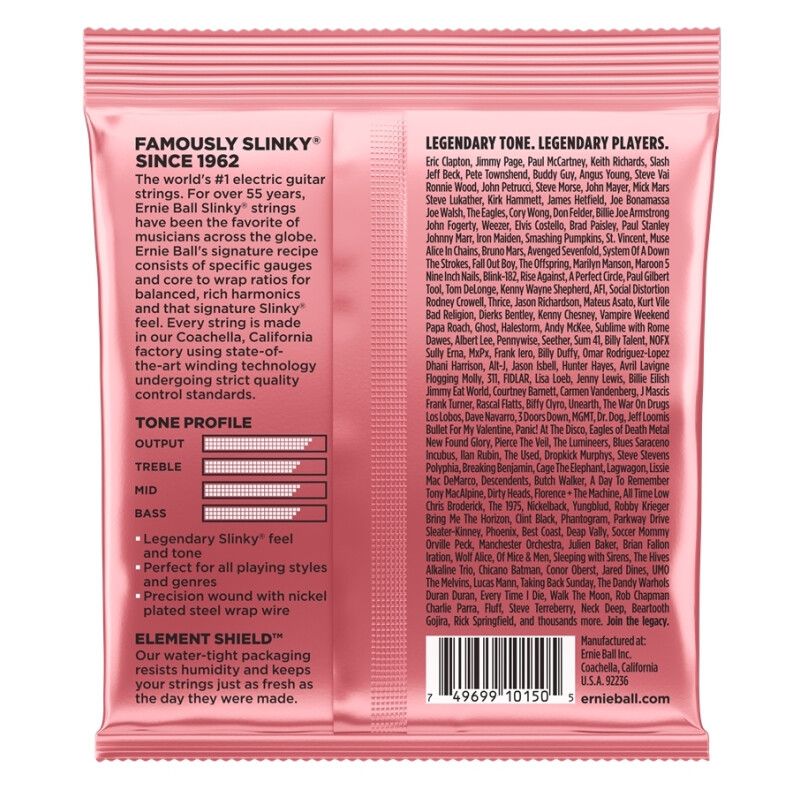 FAMOUSLY SLINKY®
SINCE 1962
The world's #1 electric guitar
strings. For over 55 years,
Ernie Ball Slinky® strings
have been the favorite of
musicians across the globe.
Ernie Ball's signature recipe
consists of specific gauges
and core to wrap ratios for
balanced, rich harmonics
and that signature Slinky®
feel. Every string is made
in our Coachella, California
factory using state-of-
the-art winding technology
undergoing strict quality
control standards.
TONE PROFILE
OUTPUT
TREBLE
MID
BASS
▪ Legendary Slinky® feel
and tone
▪ Perfect for all playing styles
and genres
▪ Precision wound with nickel
plated steel wrap wire
ELEMENT SHIELD™
Our water-tight packaging
resists humidity and keeps
your strings just as fresh as
the day they were made.
LEGENDARY TONE. LEGENDARY PLAYERS.
Eric Clapton, Jimmy Page, Paul McCartney, Keith Richards, Slash
Jeff Beck, Pete Townshend, Buddy Guy, Angus Young, Steve Vai
Ronnie Wood, John Petrucci, Steve Morse, John Mayer, Mick Mars
Steve Lukather, Kirk Hammett, James Hetfield, Joe Bonamassa
Joe Walsh, The Eagles, Cory Wong, Don Felder, Billie Joe Armstrong
John Fogerty, Weezer, Elvis Costello, Brad Paisley, Paul Stanley
Johnny Marr, Iron Maiden, Smashing Pumpkins, St. Vincent, Muse
Alice In Chains, Bruno Mars, Avenged Sevenfold, System Of A Down
The Strokes, Fall Out Boy, The Offspring, Marilyn Manson, Maroon 5
Nine Inch Nails, Blink-182, Rise Against, A Perfect Circle, Paul Gilbert
Tool, Tom DeLonge, Kenny Wayne Shepherd, AFI, Social Distortion
Rodney Crowell, Thrice, Jason Richardson, Mateus Asato, Kurt Vile
Bad Religion, Dierks Bentley, Kenny Chesney, Vampire Weekend
Papa Roach, Ghost, Halestorm, Andy McKee, Sublime with Rome
Dawes, Albert Lee, Pennywise, Seether, Sum 41, Billy Talent, NOFX
Sully Erna, MxPx, Frank Iero, Billy Duffy, Omar Rodriguez-Lopez
Dhani Harrison, Alt-J, Jason Isbell, Hunter Hayes, Avril Lavigne
Flogging Molly, 311, FIDLAR, Lisa Loeb, Jenny Lewis, Billie Eilish
Jimmy Eat World, Courtney Barnett, Carmen Vandenberg, J Mascis
Frank Turner, Rascal Flatts, Biffy Clyro, Unearth, The War On Drugs
Los Lobos, Dave Navarro, 3 Doors Down, MGMT, Dr. Dog, Jeff Loomis
Bullet For My Valentine, Panic! At The Disco, Eagles of Death Metal
New Found Glory, Pierce The Veil, The Lumineers, Blues Saraceno
Incubus, Ilan Rubin, The Used, Dropkick Murphys, Steve Stevens
Polyphia, Breaking Benjamin, Cage The Elephant, Lagwagon, Lissie
Mac DeMarco, Descendents, Butch Walker, A Day To Remember
Tony MacAlpine, Dirty Heads, Florence + The Machine, All Time Low
Chris Broderick, The 1975, Nickelback, Yungblud, Robby Krieger
Bring Me The Horizon, Clint Black, Phantogram, Parkway Drive
Sleater-Kinney, Phoenix, Best Coast, Deap Vally, Soccer Mommy
Orville Peck, Manchester Orchestra, Julien Baker, Brian Fallon
Iration, Wolf Alice, Of Mice & Men, Sleeping with Sirens, The Hives
Alkaline Trio, Chicano Batman, Conor Oberst, Jared Dines, UMO
The Melvins, Lucas Mann, Taking Back Sunday, The Dandy Warhols
Duran Duran, Every Time I Die, Walk The Moon, Rob Chapman
Charlie Parra, Fluff, Steve Terreberry, Neck Deep, Beartooth
Gojira, Rick Springfield, and thousands more. Join the legacy.
7 49699 10150 5
Manufactured at:
Ernie Ball Inc.
Coachella, California
U.S.A. 92236
ernieball.com